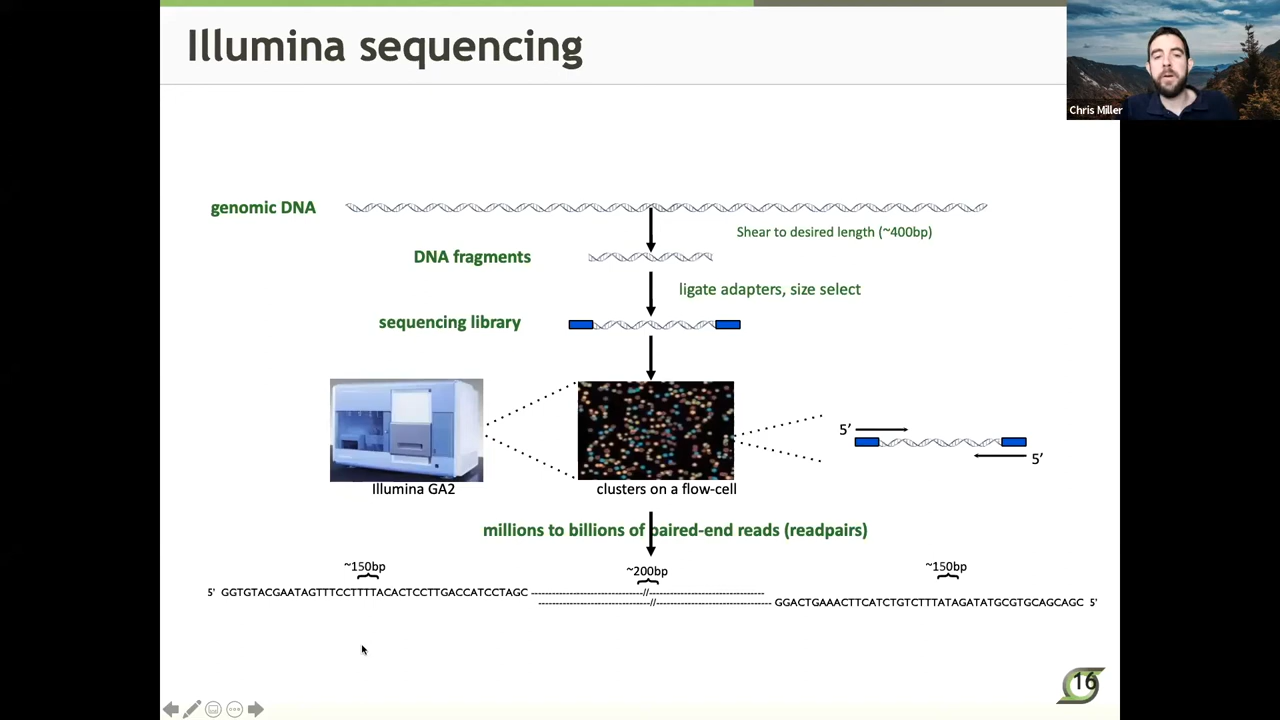 Illumina sequencing
Chris Miller
genomic DNA
Shear to desired length (~400bp)
DNA fragments
ligate adapters, size select
sequencing library
5’
5’
Illumina GA2
clusters on a flow-cell
millions to billions of paired-end reads (readpairs)
~150bp
~200bp
~150bp
5' GGTGTACGAATAGTTTCCTTTTACACTCCTTGACCATCCTAGC -------------------------------//-----------------------------
-------------------------------//----------------------------- GGACTGAAACTTCATCTGTCTTTATAGATATGCGTGCAGCAGC 5'
16